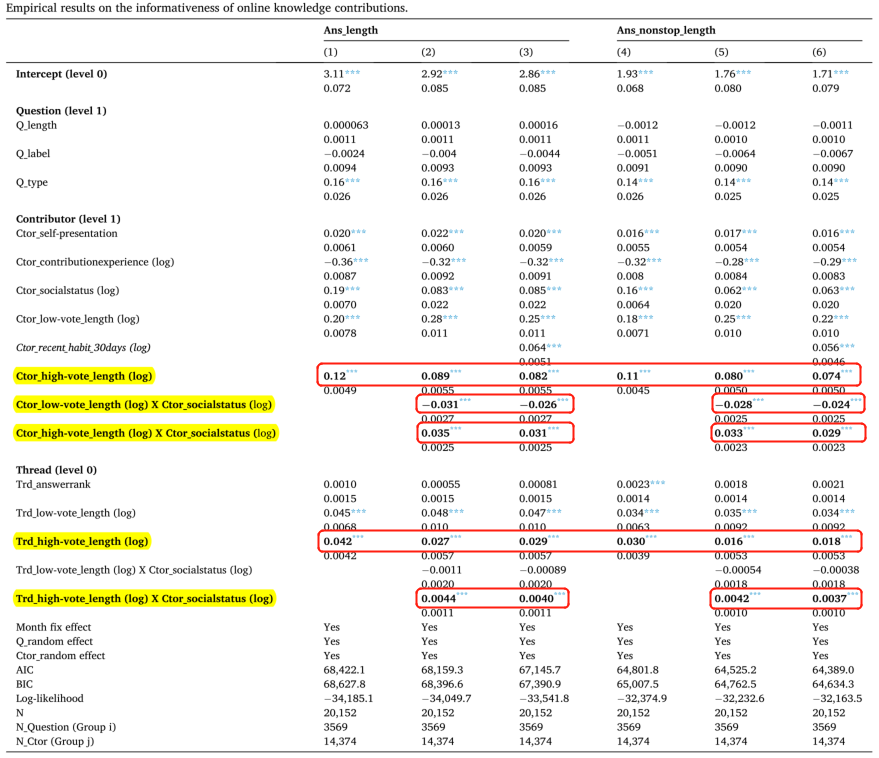 Empirical results on the informativeness of online knowledge contributions.
Ans_length Ans_nonstop_length
(1) (2) (3) (4) (5) (6)
Intercept (level 0) 3.11*** 2.92*** 2.86*** 1.93*** 1.76*** 1.71***
0.072 0.085 0.085 0.068 0.080 0.079
Question (level 1)
Q_length 0.000063 0.00013 0.00016 −0.0012 −0.0012 −0.0011
0.0011 0.0011 0.0011 0.0011 0.0010 0.0010
Q_label −0.0024 −0.004 −0.0044 −0.0051 −0.0064 −0.0067
0.0094 0.0093 0.0093 0.0091 0.0090 0.0090
Q_type 0.16*** 0.16*** 0.16*** 0.14*** 0.14*** 0.14***
0.026 0.026 0.026 0.026 0.025 0.025
Contributor (level 1)
Ctor_self-presentation 0.020*** 0.022*** 0.020*** 0.016*** 0.017*** 0.016***
0.0061 0.0060 0.0059 0.0055 0.0054 0.0054
Ctor_contributionexperience (log) −0.36*** −0.32*** −0.32*** −0.32*** −0.28*** −0.29***
0.0087 0.0092 0.0091 0.008 0.0084 0.0083
Ctor_socialstatus (log) 0.19*** 0.083*** 0.085*** 0.16*** 0.062*** 0.063***
0.0070 0.022 0.022 0.0064 0.020 0.020
Ctor_low-vote_length (log) 0.20*** 0.28*** 0.25*** 0.18*** 0.25*** 0.22***
0.0078 0.011 0.011 0.0071 0.010 0.010
Ctor_recent_habit_30days (log) 0.064*** 0.056***
0.0051 0.0046
Ctor_high-vote_length (log) 0.12*** 0.089*** 0.082*** 0.11*** 0.080*** 0.074***
0.0049 0.0055 0.0055 0.0045 0.0050 0.0050
Ctor_low-vote_length (log) X Ctor_socialstatus (log) −0.031*** −0.026*** −0.028*** −0.024***
0.0027 0.0027 0.0025 0.0025
Ctor_high-vote_length (log) X Ctor_socialstatus (log) 0.035*** 0.031*** 0.033*** 0.029***
0.0025 0.0025 0.0023 0.0023
Thread (level 0)
Trd_answerrank 0.0010 0.00055 0.00081 0.0023*** 0.0018 0.0021
0.0015 0.0015 0.0015 0.0014 0.0014 0.0014
Trd_low-vote_length (log) 0.045*** 0.048*** 0.047*** 0.034*** 0.035*** 0.034***
0.0068 0.010 0.010 0.0063 0.0092 0.0092
Trd_high-vote_length (log) 0.042*** 0.027*** 0.029*** 0.030*** 0.016*** 0.018***
0.0042 0.0057 0.0057 0.0039 0.0053 0.0053
Trd_low-vote_length (log) X Ctor_socialstatus (log) −0.0011 −0.00089 −0.00054 −0.00038
0.0020 0.0020 0.0018 0.0018
Trd_high-vote_length (log) X Ctor_socialstatus (log) 0.0044*** 0.0040*** 0.0042*** 0.0037***
0.0011 0.0011 0.0010 0.0010
Month fix effect Yes Yes Yes Yes Yes Yes
Q_random effect Yes Yes Yes Yes Yes Yes
Ctor_random effect Yes Yes Yes Yes Yes Yes
AIC 68,422.1 68,159.3 67,145.7 64,801.8 64,525.2 64,389.0
BIC 68,627.8 68,396.6 67,390.9 65,007.5 64,762.5 64,634.3
Log-likelihood −34,185.1 −34,049.7 −33,541.8 −32,374.9 −32,232.6 −32,163.5
N 20,152 20,152 20,152 20,152 20,152 20,152
N_Question (Group i) 3569 3569 3569 3569 3569 3569
N_Ctor (Group j) 14,374 14,374 14,374 14,374 14,374 14,374